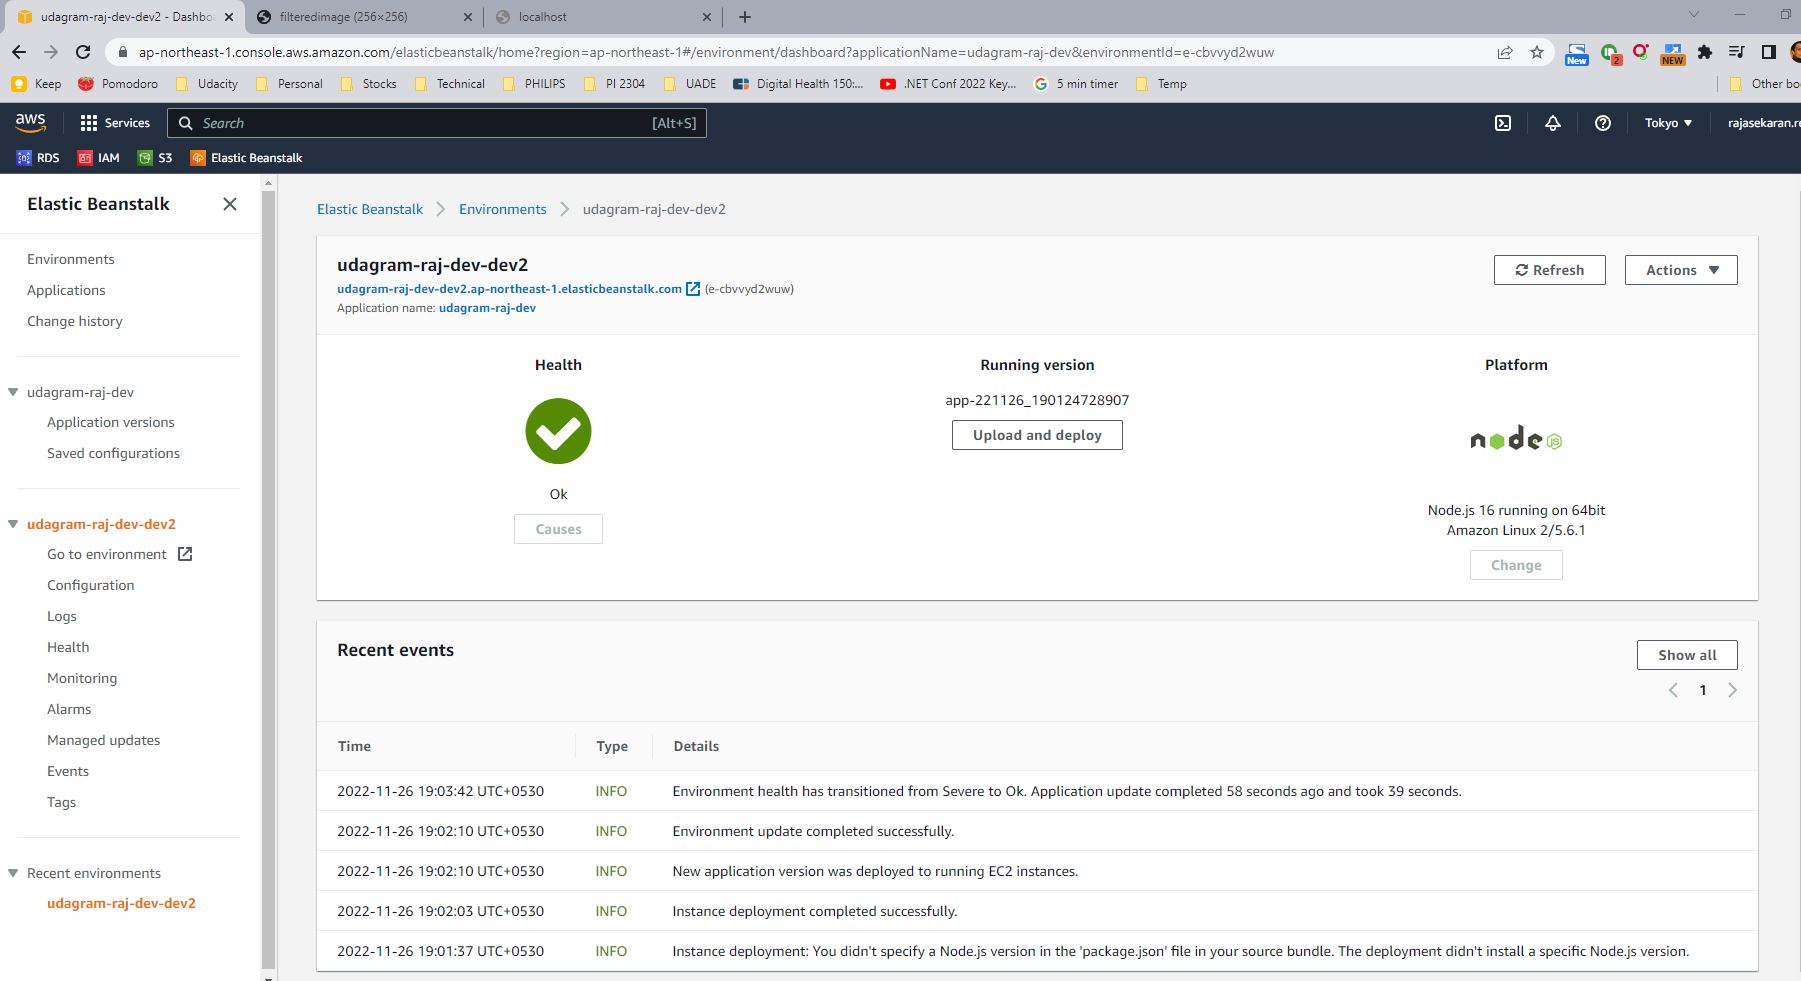 udagram-raj-dev-dev2 - Dashbo
filteredimage (256×256)
localhost
ap-northeast-1.console.aws.amazon.com/elasticbeanstalk/home?region=ap-northeast-1#/environment/dashboard?applicationName=udagram-raj-dev&environmentId=e-cbvvyd2wuw
New
2
NEW
Keep
Pomodoro
Udacity
Personal
Stocks
Technical
PHILIPS
PI 2304
UADE
Digital Health 150:...
.NET Conf 2022 Key...
5 min timer
Temp
Other bo
aws
Services
Search
[Alt+S]
Tokyo
rajasekaran.r
RDS
IAM
S3
Elastic Beanstalk
Elastic Beanstalk
Environments
Applications
Change history
udagram-raj-dev
Application versions
Saved configurations
udagram-raj-dev-dev2
Go to environment
Configuration
Logs
Health
Monitoring
Alarms
Managed updates
Events
Tags
Recent environments
udagram-raj-dev-dev2
Elastic Beanstalk
Environments
udagram-raj-dev-dev2
udagram-raj-dev-dev2
udagram-raj-dev-dev2.ap-northeast-1.elasticbeanstalk.com (e-cbvvyd2wuw)
Application name: udagram-raj-dev
Refresh
Actions
Health
Ok
Causes
Running version
app-221126_190124728907
Upload and deploy
Platform
node JS
Node.js 16 running on 64bit
Amazon Linux 2/5.6.1
Change
Recent events
Show all
1
Time Type Details
2022-11-26 19:03:42 UTC+0530 INFO Environment health has transitioned from Severe to Ok. Application update completed 58 seconds ago and took 39 seconds.
2022-11-26 19:02:10 UTC+0530 INFO Environment update completed successfully.
2022-11-26 19:02:10 UTC+0530 INFO New application version was deployed to running EC2 instances.
2022-11-26 19:02:03 UTC+0530 INFO Instance deployment completed successfully.
2022-11-26 19:01:37 UTC+0530 INFO Instance deployment: You didn't specify a Node.js version in the 'package.json' file in your source bundle. The deployment didn't install a specific Node.js version.